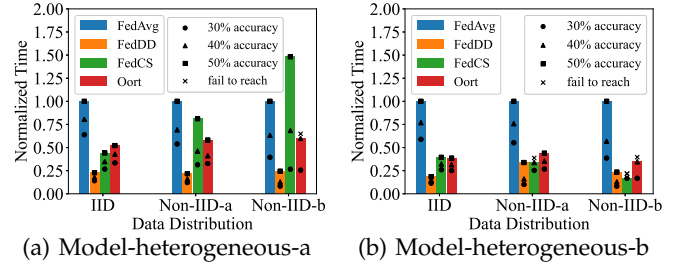 Normalized Time
2.00
1.75
1.50
1.25
1.00
0.75
0.50
0.25
0.00
FedAvg
FedDD
FedCS
Oort
30% accuracy
40% accuracy
50% accuracy
fail to reach
IID
Non-IID-a
Non-IID-b
Data Distribution
(a) Model-heterogeneous-a
Normalized Time
2.00
1.75
1.50
1.25
1.00
0.75
0.50
0.25
0.00
FedAvg
FedDD
FedCS
Oort
30% accuracy
40% accuracy
50% accuracy
fail to reach
IID
Non-IID-a
Non-IID-b
Data Distribution
(b) Model-heterogeneous-b